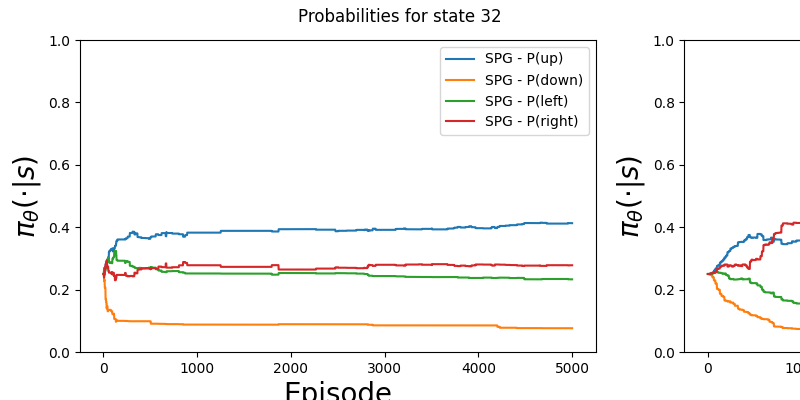 Probabilities for state 32
1.0
0.8
0.6
0.4
0.2
0.0
π_θ(·|s)
SPG - P(up)
SPG - P(down)
SPG - P(left)
SPG - P(right)
0 1000 2000 3000 4000 5000
Episode
1.0
0.8
0.6
0.4
0.2
0.0
π_θ(·|s)
0